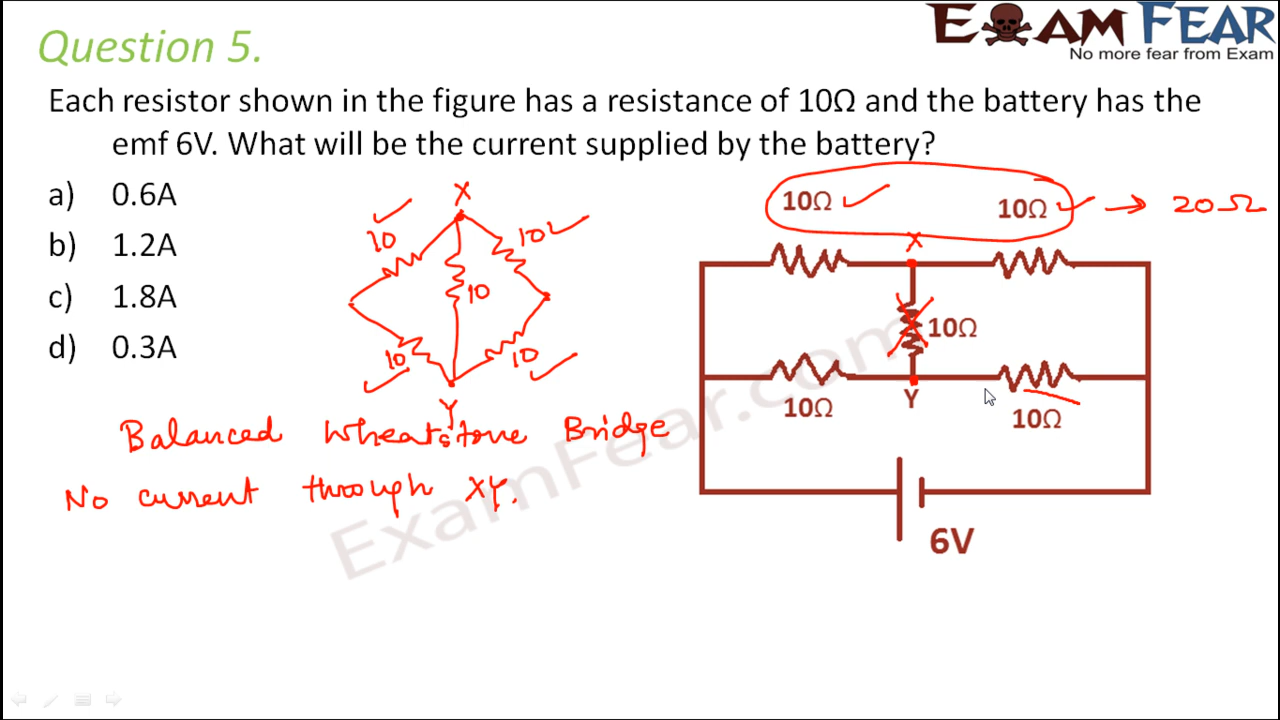 EXAM FEAR
No more fear from Exam
Question 5.
Each resistor shown in the figure has a resistance of 10Ω and the battery has the
emf 6V. What will be the current supplied by the battery?
a) 0.6A
b) 1.2A
c) 1.8A
d) 0.3A
X
10
10
10
10
10
Y
Balanced Wheatstone Bridge
No current through XY.
10Ω
10Ω
→ 20Ω
X
10Ω
10Ω
Y
10Ω
6V
ExamFear.com